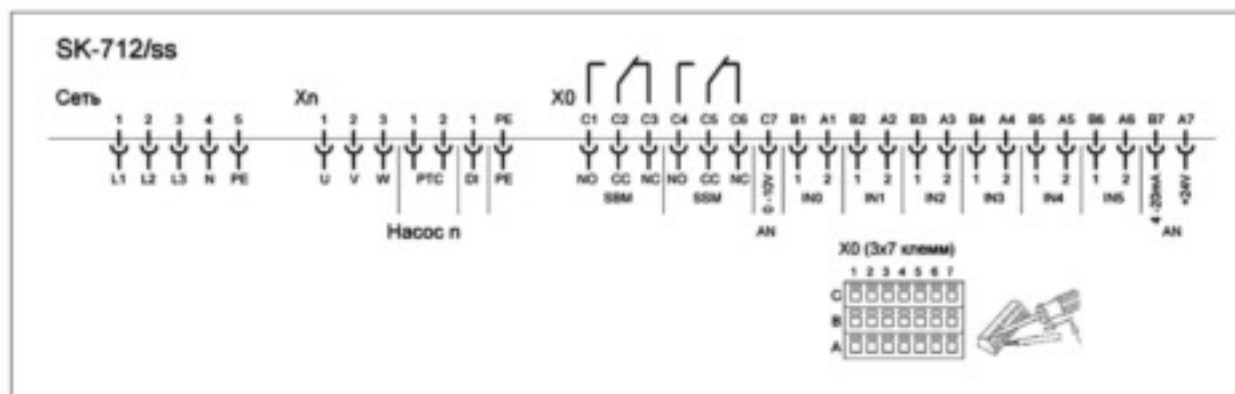 SK-712/ss
Сеть Xn X0
1 2 3 4 5 1 2 3 1 2 1 PE C1 C2 C3 C4 C5 C6 C7 B1 A1 B2 A2 B3 A3 B4 A4 B5 A5 B6 A6 B7 A7
L1 L2 L3 N PE U V W PTC DI PE NO CC NC NO CC NC 0 -10V 1 2 1 2 1 2 1 2 1 2 1 2 4 -20mA +24V
SBM SSM IN0 IN1 IN2 IN3 IN4 IN5
Насос n AN AN
X0 (3x7 клемм)
1 2 3 4 5 6 7
C
B
A